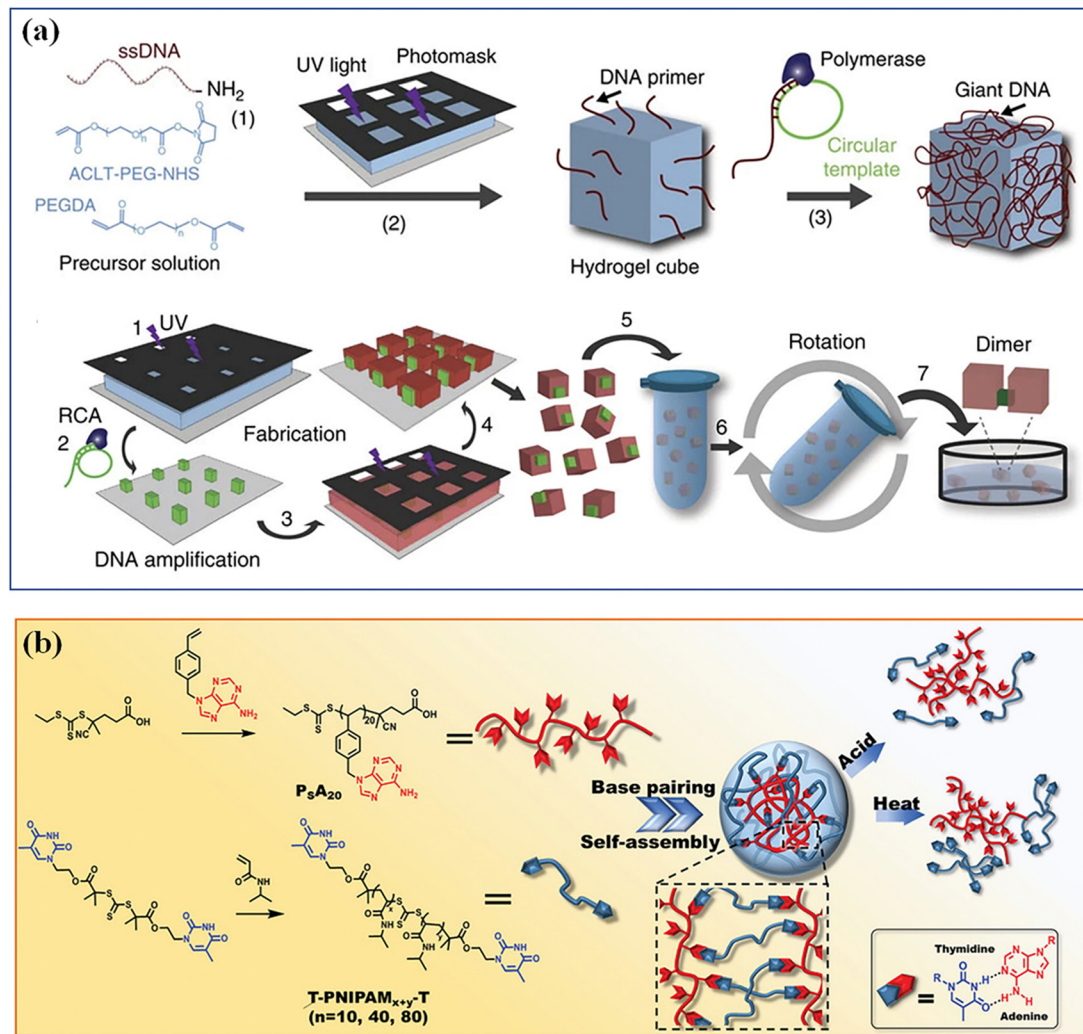 (a)
ssDNA
NH2
(1)
ACLT-PEG-NHS
PEGDA
Precursor solution
UV light
Photomask
(2)
DNA primer
Hydrogel cube
Polymerase
Circular
template
(3)
Giant DNA
1
UV
RCA
2
Fabrication
DNA amplification
3
4
5
6
Rotation
7
Dimer
(b)
PSA20
T-PNIPAMx+y-T
(n=10, 40, 80)
Base pairing
Self-assembly
Acid
Heat
Thymidine
Adenine